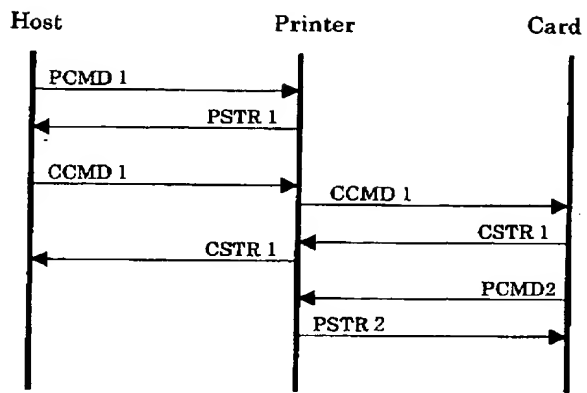 Host Printer Card
PCMD 1
PSTR 1
CCMD 1
CCMD 1
CSTR 1
CSTR 1
PCMD2
PSTR 2